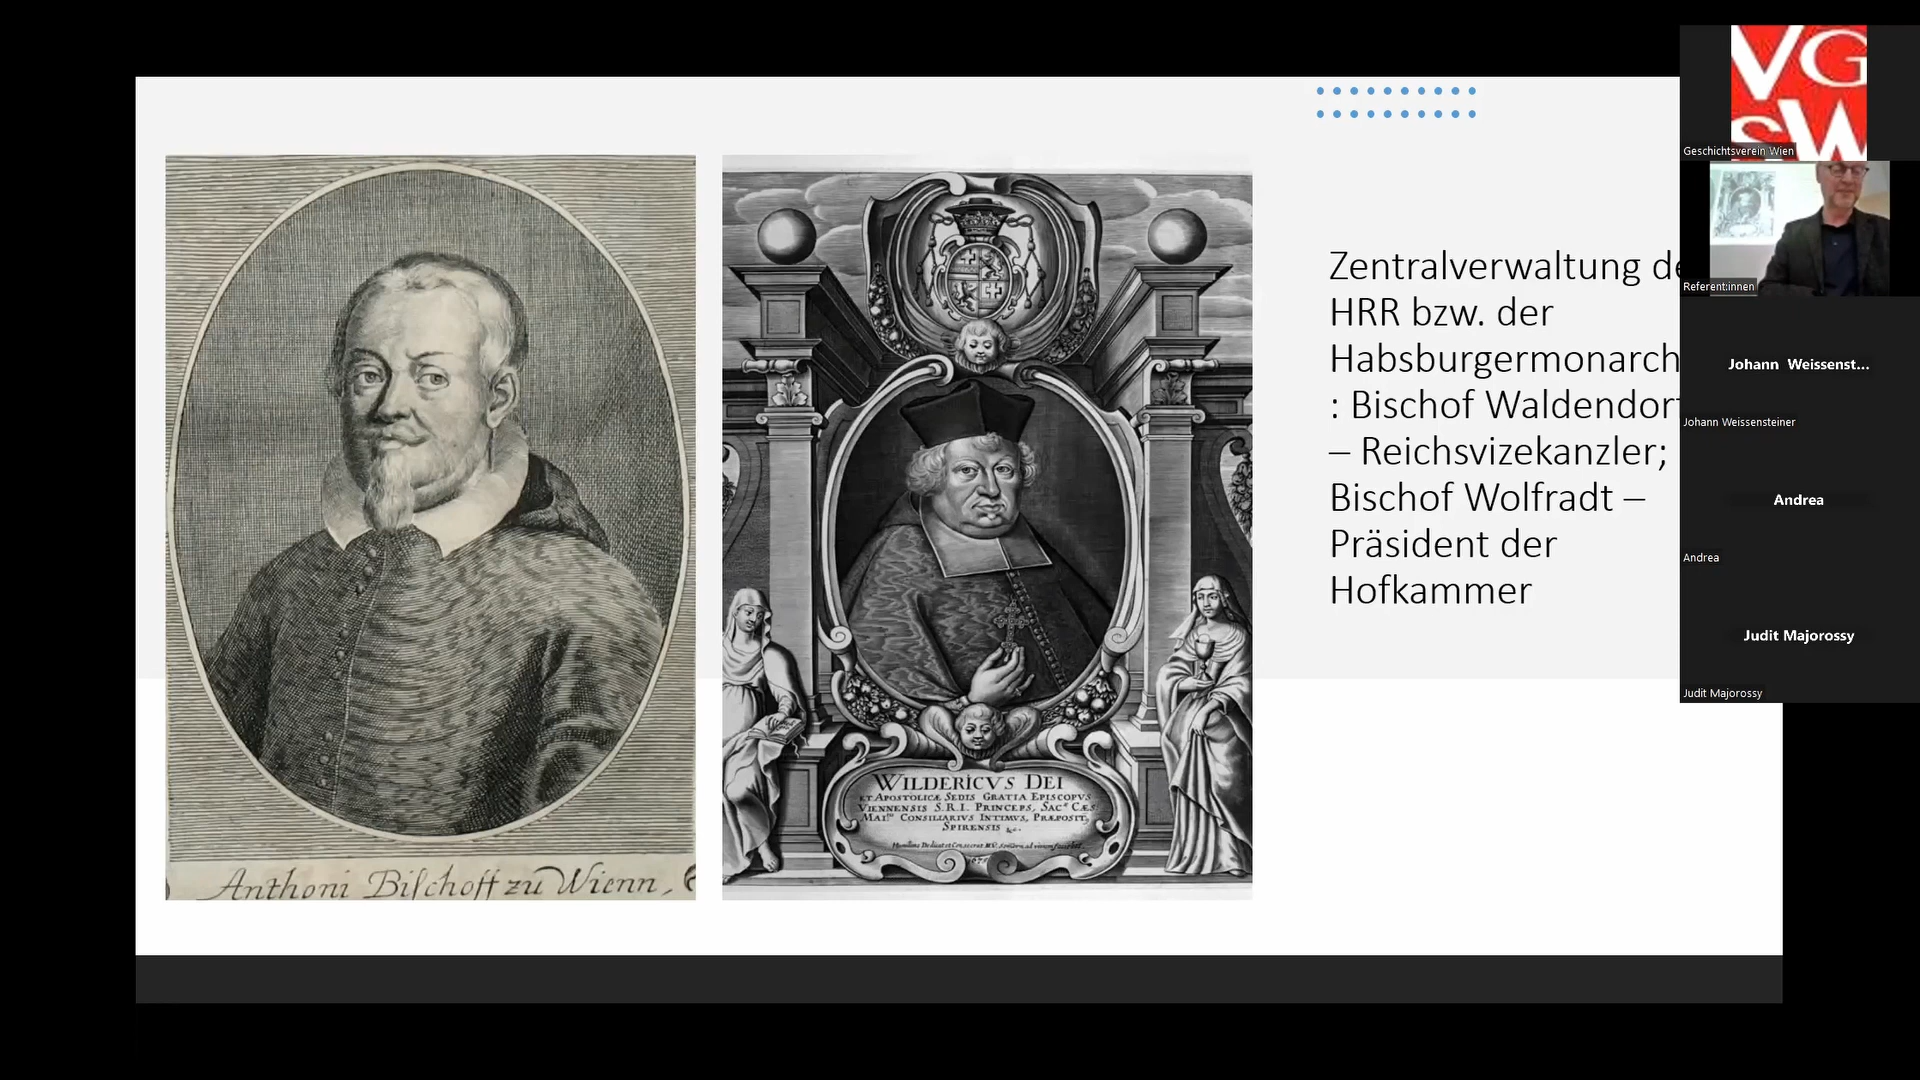 Zentralverwaltung de
HRR bzw. der
Habsburgermonarch
: Bischof Waldendorf
– Reichsvizekanzler;
Bischof Wolfradt –
Präsident der
Hofkammer
Anthoni Bischoff zu Wienn,
WILDERICVS DEI
ET APOSTOLICÆ SEDIS GRATIA EPISCOPVS
VIENNENSIS S.R.I. PRINCEPS, SACᵉ CÆS
MAIᵗⁱˢ CONSILIARIVS INTIMVS, PRÆPOSIT,
SPIRENSIS &c.
VG
SW
Geschichtsverein Wien
Referent:innen
Johann Weissenst...
Johann Weissensteiner
Andrea
Andrea
Judit Majorossy
Judit Majorossy